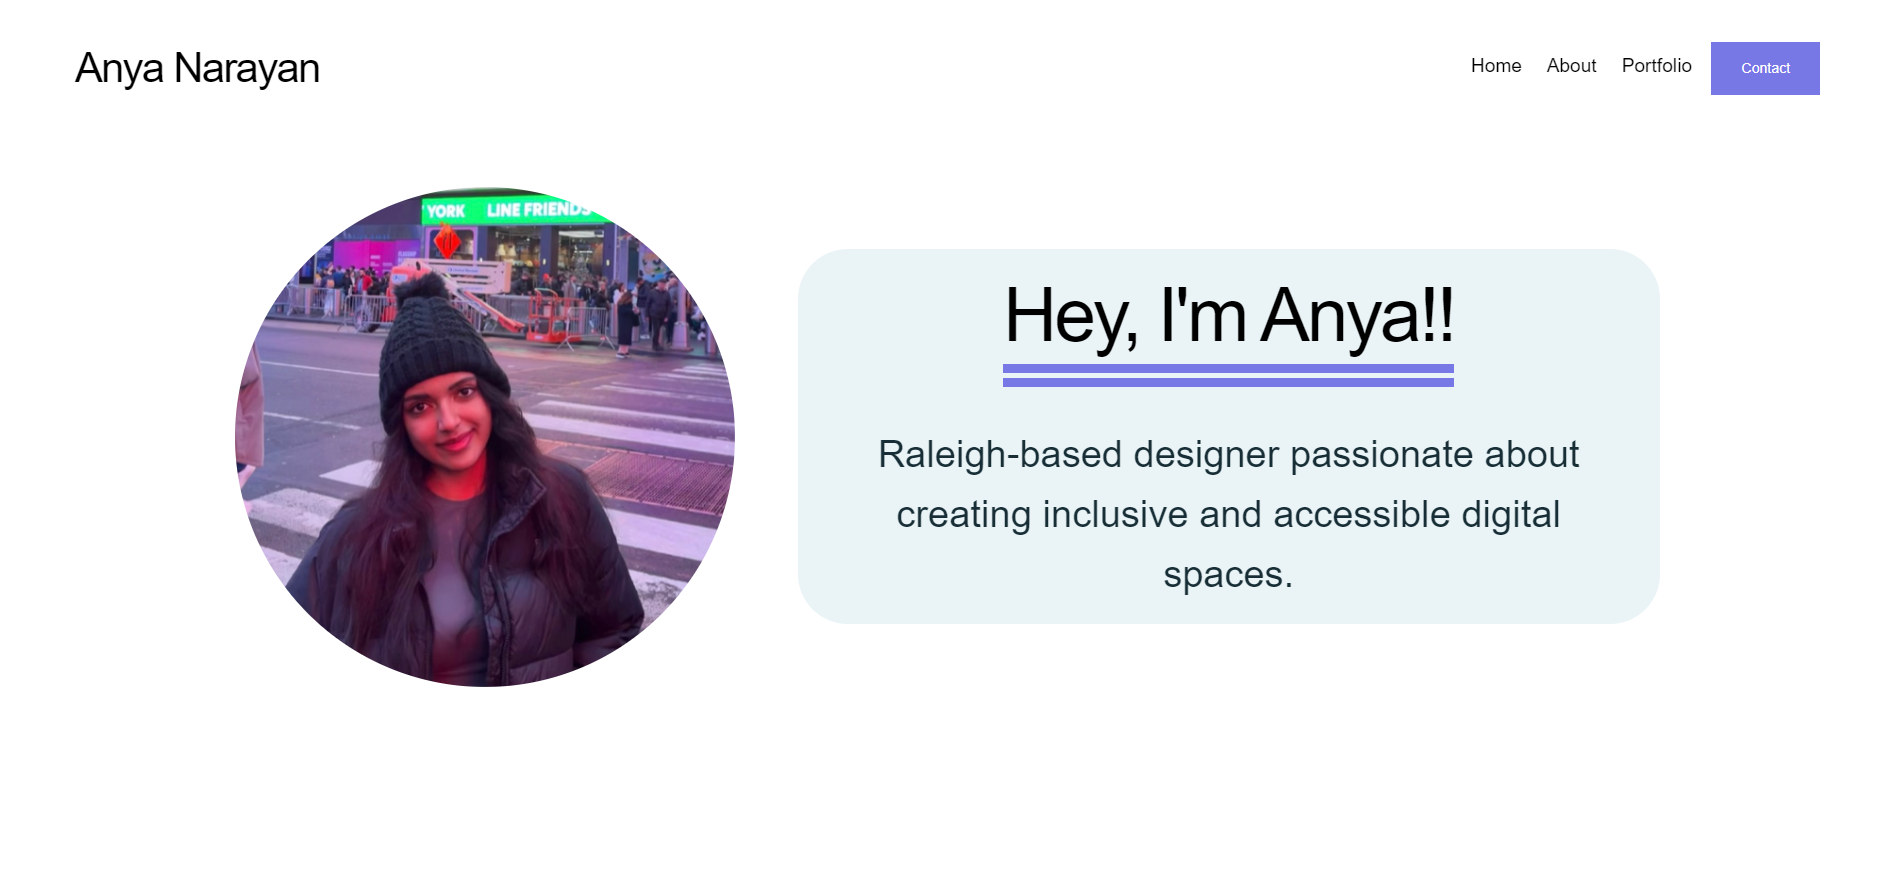 Anya Narayan
Home
About
Portfolio
Contact
YORK LINE FRIENDS
Hey, I'm Anya!!
Raleigh-based designer passionate about
creating inclusive and accessible digital
spaces.